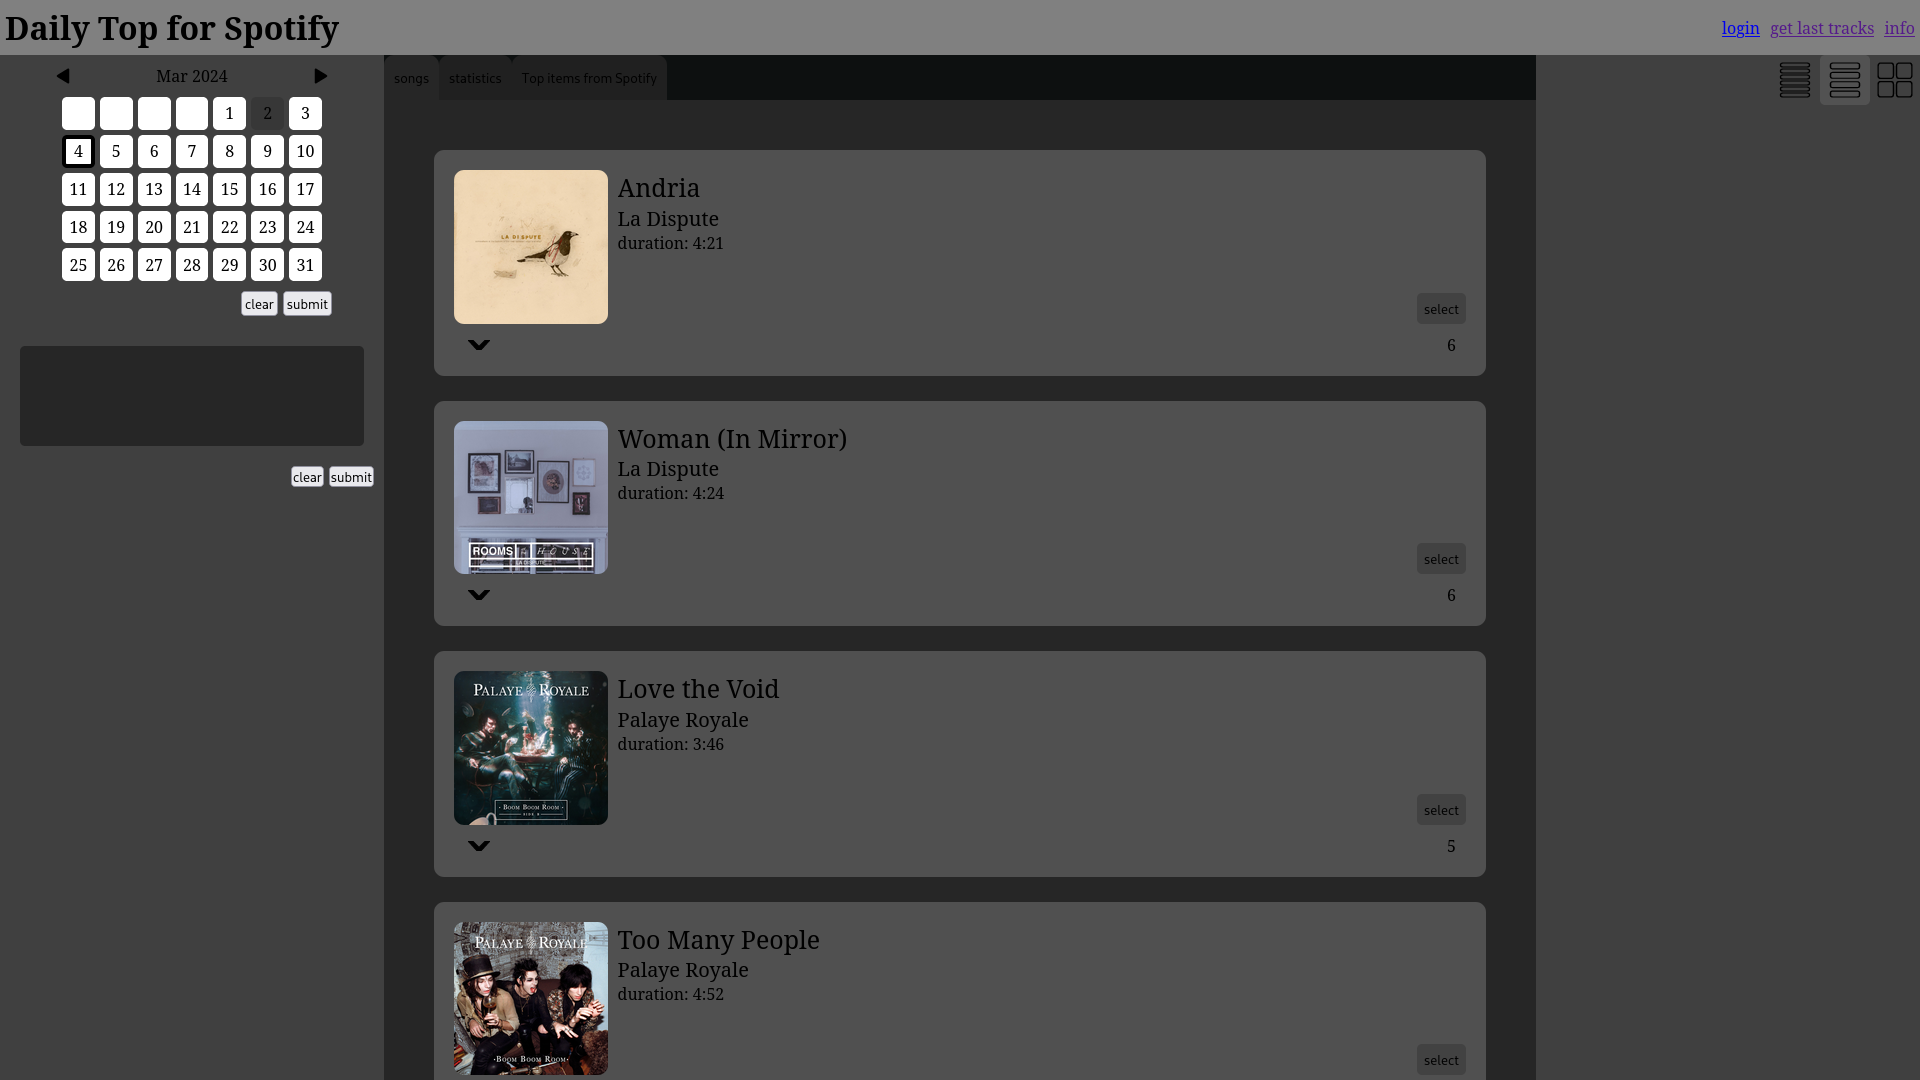 Daily Top for Spotify
login get last tracks info
Mar 2024
1 2 3
4 5 6 7 8 9 10
11 12 13 14 15 16 17
18 19 20 21 22 23 24
25 26 27 28 29 30 31
clear submit
clear submit
songs statistics Top items from Spotify
LA DISPUTE
Andria
La Dispute
duration: 4:21
select
6
Woman (In Mirror)
La Dispute
duration: 4:24
ROOMS
HOUSE
LA DISPUTE
select
6
PALAYE ROYALE
BOOM BOOM ROOM
SIDE B
Love the Void
Palaye Royale
duration: 3:46
select
5
PALAYE ROYALE
·BOOM BOOM ROOM·
Too Many People
Palaye Royale
duration: 4:52
select